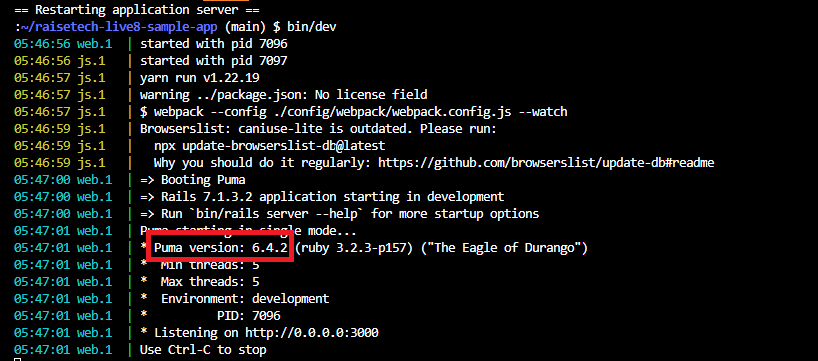 == Restarting application server ==
:~/raisetech-live8-sample-app (main) $ bin/dev
05:46:56 web.1  | started with pid 7096
05:46:56 js.1   | started with pid 7097
05:46:57 js.1   | yarn run v1.22.19
05:46:57 js.1   | warning ../package.json: No license field
05:46:57 js.1   | $ webpack --config ./config/webpack/webpack.config.js --watch
05:46:59 js.1   | Browserslist: caniuse-lite is outdated. Please run:
05:46:59 js.1   |   npx update-browserslist-db@latest
05:46:59 js.1   |   Why you should do it regularly: https://github.com/browserslist/update-db#readme
05:47:00 web.1  | => Booting Puma
05:47:00 web.1  | => Rails 7.1.3.2 application starting in development
05:47:00 web.1  | => Run `bin/rails server --help` for more startup options
05:47:01 web.1  | Puma starting in single mode...
05:47:01 web.1  | * Puma version: 6.4.2 (ruby 3.2.3-p157) ("The Eagle of Durango")
05:47:01 web.1  | *  Min threads: 5
05:47:01 web.1  | *  Max threads: 5
05:47:01 web.1  | *  Environment: development
05:47:01 web.1  | *          PID: 7096
05:47:01 web.1  | * Listening on http://0.0.0.0:3000
05:47:01 web.1  | Use Ctrl-C to stop